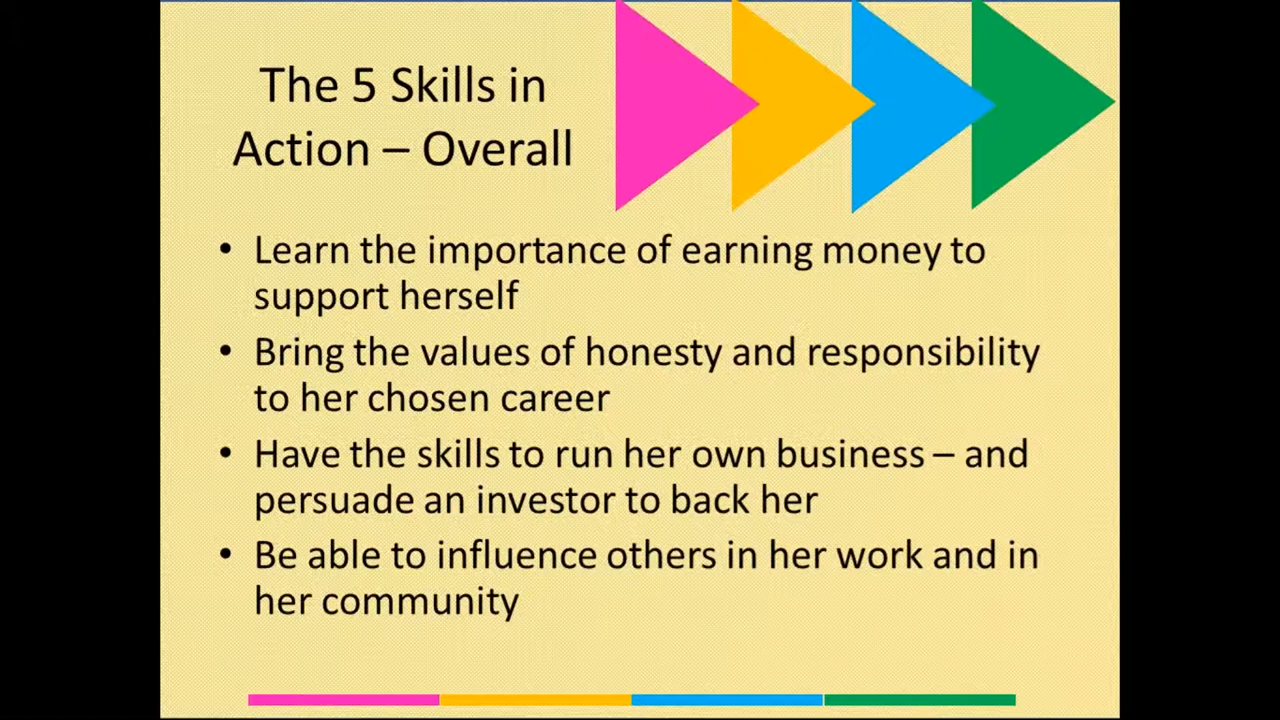 The 5 Skills in
Action – Overall
• Learn the importance of earning money to
support herself
• Bring the values of honesty and responsibility
to her chosen career
• Have the skills to run her own business – and
persuade an investor to back her
• Be able to influence others in her work and in
her community